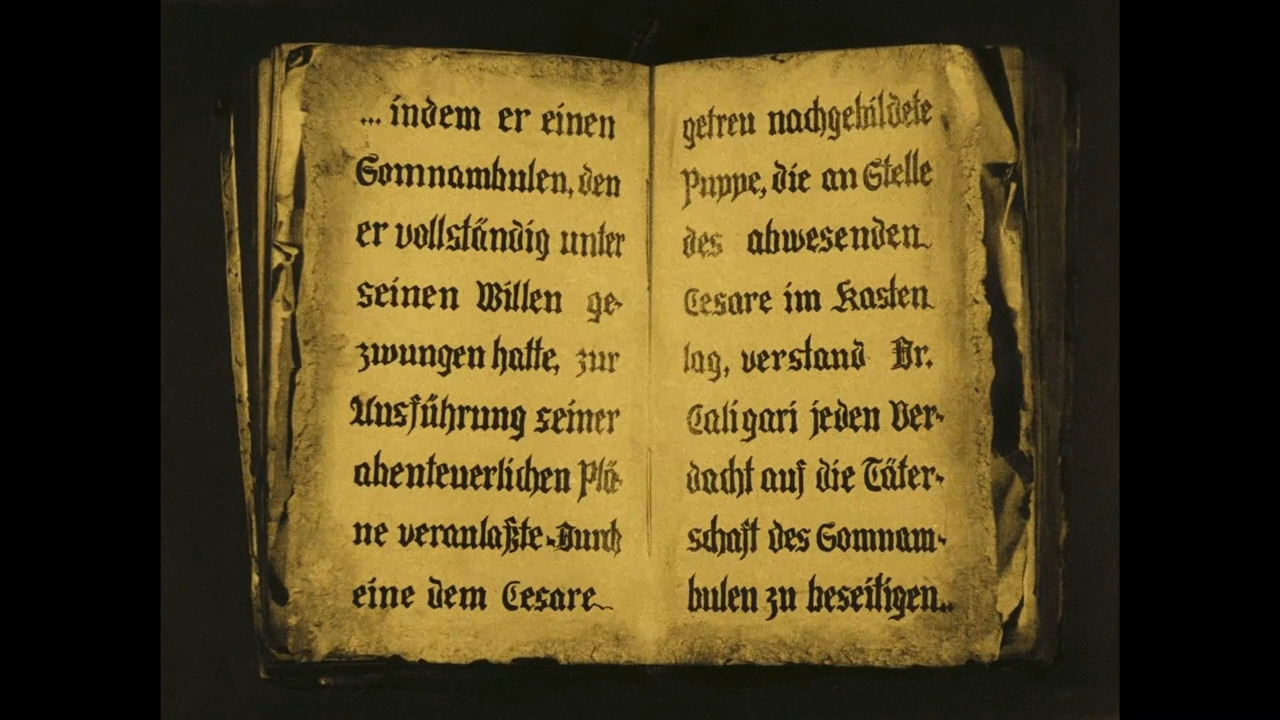 ... indem er einen
Somnambulen, den
er vollständig unter
seinen Willen ge-
zwungen hatte, zur
Ausführung seiner
abenteuerlichen Plä-
ne veranlaßte. Durch
eine dem Cesare
getreu nachgebildete
Puppe, die an Stelle
des abwesenden
Cesare im Kasten
lag, verstand Dr.
Caligari jeden Ver-
dacht auf die Täter-
schaft des Somnam-
bulen zu beseitigen..